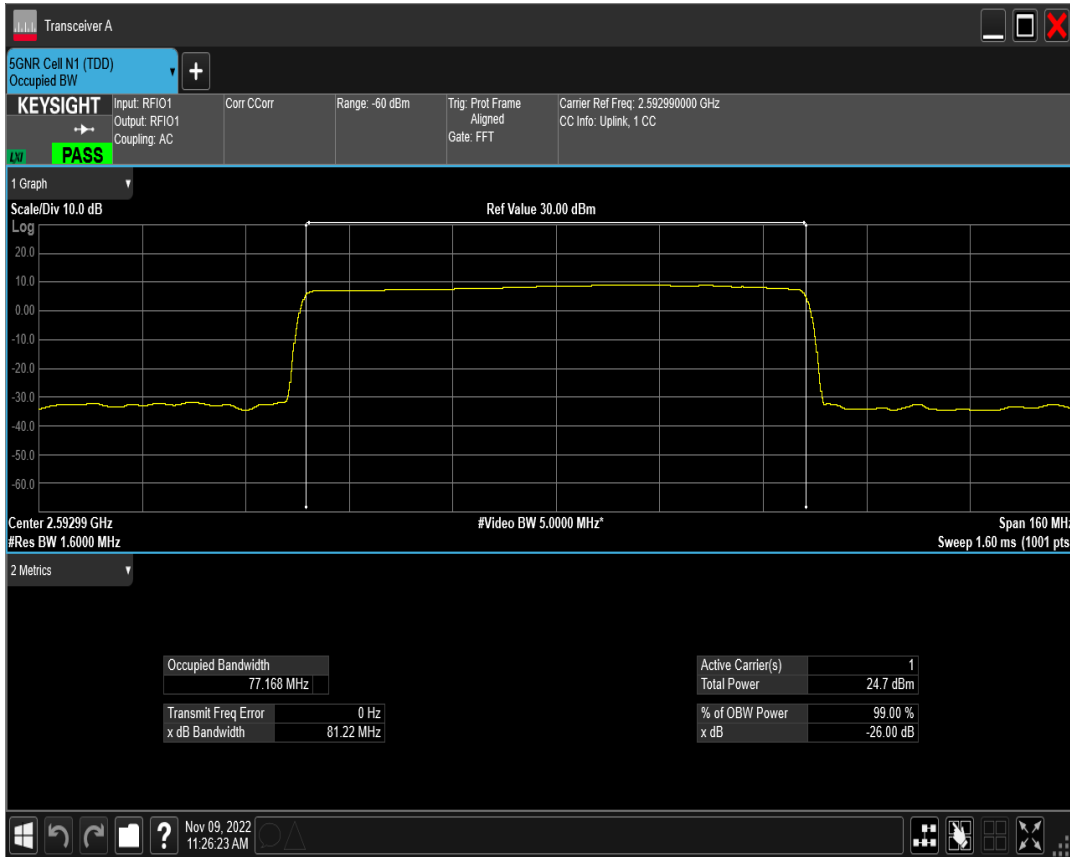 Transceiver A
5GNR Cell N1 (TDD)
Occupied BW
+
KEYSIGHT
LXI
PASS
Input: RFIO1
Output: RFIO1
Coupling: AC
Corr CCorr
Range: -60 dBm
Trig: Prot Frame
Aligned
Gate: FFT
Carrier Ref Freq: 2.592990000 GHz
CC Info: Uplink, 1 CC
1 Graph
Scale/Div 10.0 dB
Ref Value 30.00 dBm
Log
20.0
10.0
0.00
-10.0
-20.0
-30.0
-40.0
-50.0
-60.0
Center 2.59299 GHz
#Video BW 5.0000 MHz*
Span 160 MHz
#Res BW 1.6000 MHz
Sweep 1.60 ms (1001 pts
2 Metrics
Occupied Bandwidth
77.168 MHz
Transmit Freq Error 0 Hz
x dB Bandwidth 81.22 MHz
Active Carrier(s) 1
Total Power 24.7 dBm
% of OBW Power 99.00 %
x dB -26.00 dB
?
Nov 09, 2022
11:26:23 AM